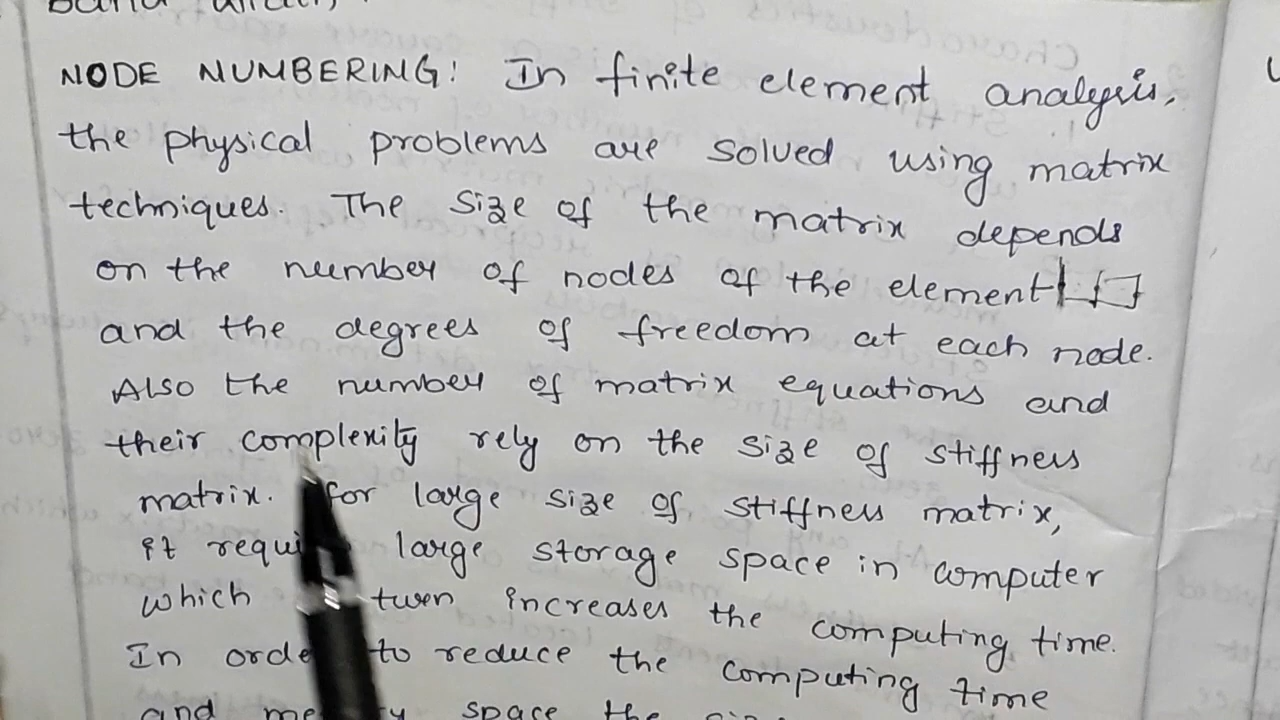 NODE NUMBERING: In finite element analysis,
the physical problems are solved using matrix
techniques. The size of the matrix depends
on the number of nodes of the element
and the degrees of freedom at each node.
Also the number of matrix equations and
their complexity rely on the size of stiffness
matrix. for large size of stiffness matrix,
it requi large storage space in computer
which turn increases the computing time.
In orde to reduce the computing time
and me y space the